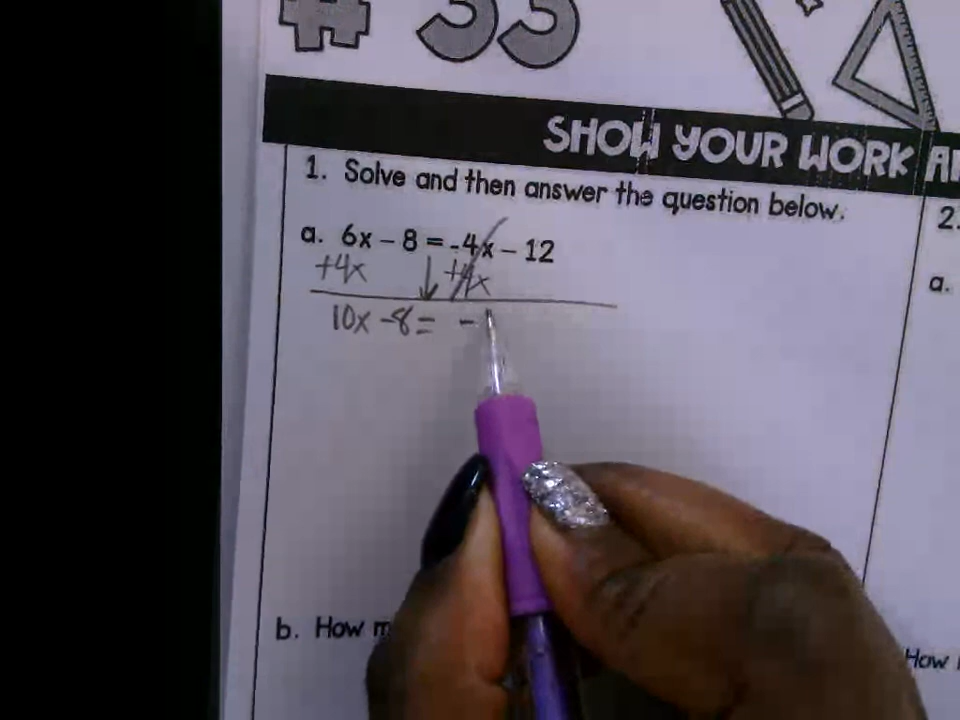 # 33
SHOW YOUR WORK
1. Solve and then answer the question below.
a. 6x - 8 = -4x - 12
+4x +4x
10x - 8 = -
b. How
2.
a.
How